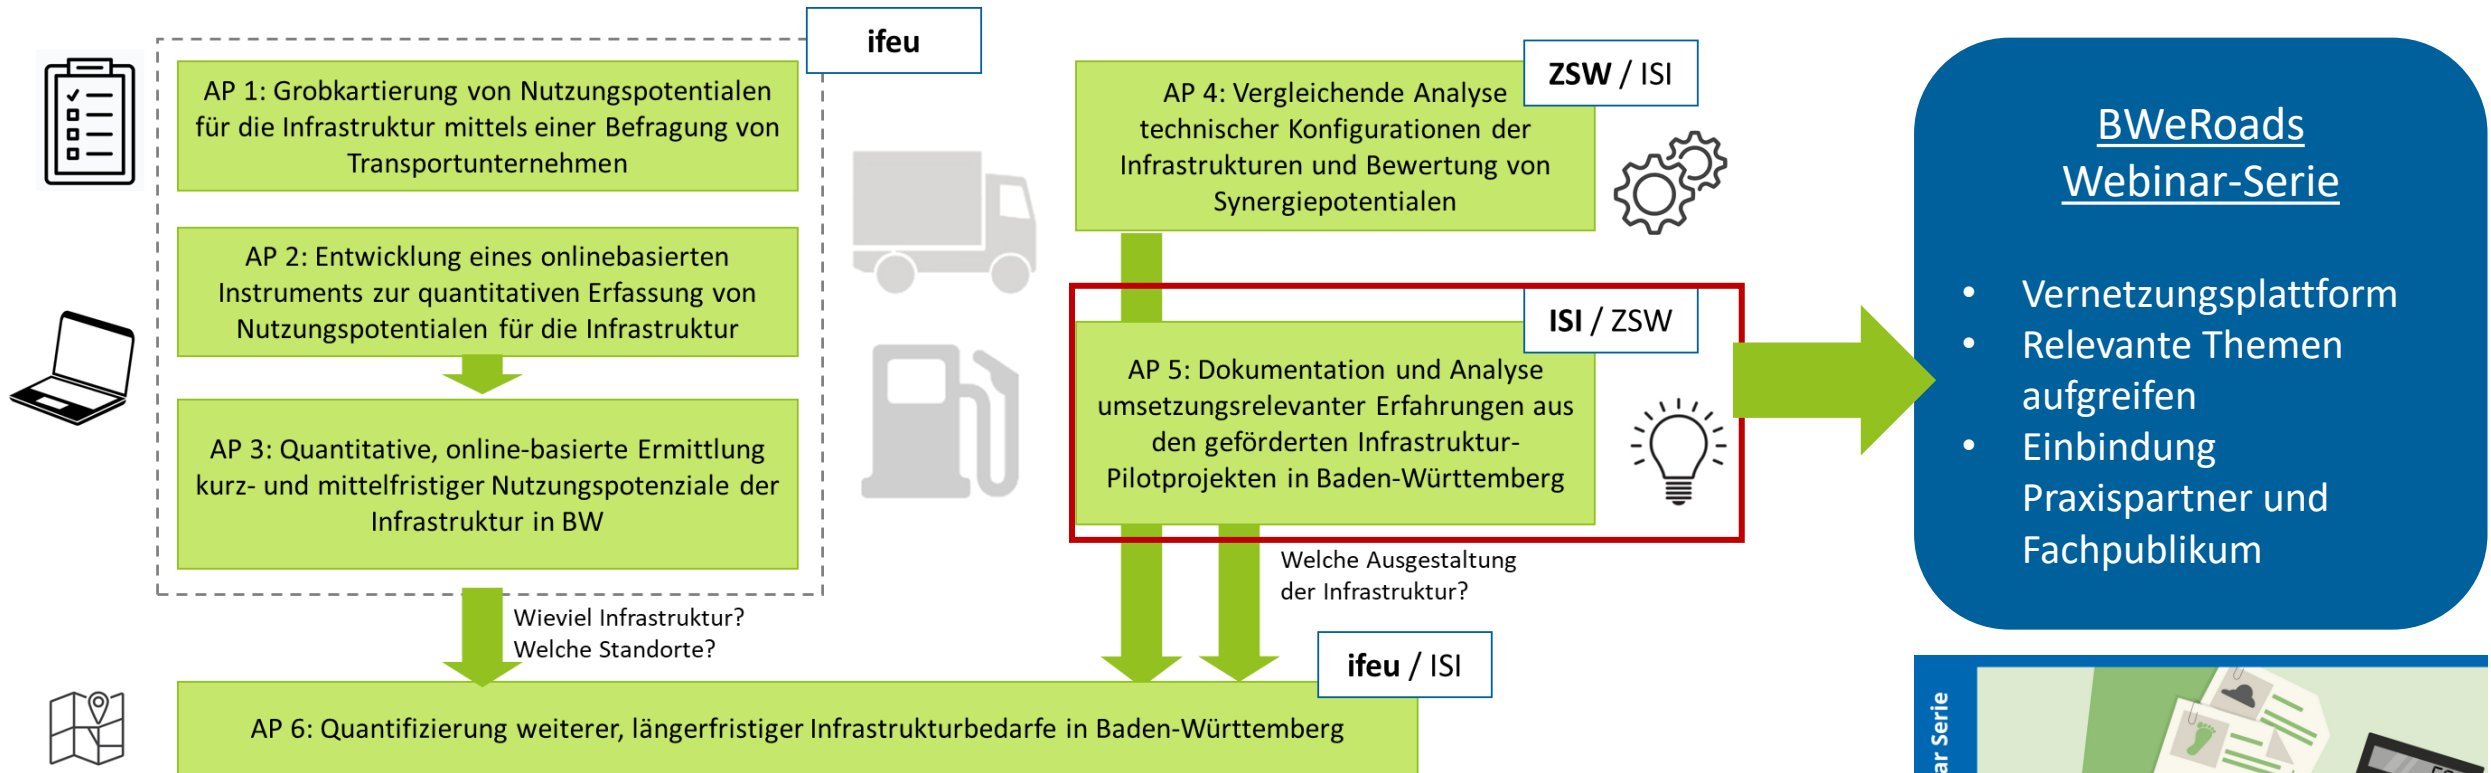 ifeu
AP 1: Grobkartierung von Nutzungspotentialen
für die Infrastruktur mittels einer Befragung von
Transportunternehmen
AP 2: Entwicklung eines onlinebasierten
Instruments zur quantitativen Erfassung von
Nutzungspotentialen für die Infrastruktur
AP 3: Quantitative, online-basierte Ermittlung
kurz- und mittelfristiger Nutzungspotenziale der
Infrastruktur in BW
Wieviel Infrastruktur?
Welche Standorte?
ZSW / ISI
AP 4: Vergleichende Analyse
technischer Konfigurationen der
Infrastrukturen und Bewertung von
Synergiepotentialen
ISI / ZSW
AP 5: Dokumentation und Analyse
umsetzungsrelevanter Erfahrungen aus
den geförderten Infrastruktur-
Pilotprojekten in Baden-Württemberg
Welche Ausgestaltung
der Infrastruktur?
ifeu / ISI
AP 6: Quantifizierung weiterer, längerfristiger Infrastrukturbedarfe in Baden-Württemberg
BWeRoads
Webinar-Serie
• Vernetzungsplattform
• Relevante Themen
aufgreifen
• Einbindung
Praxispartner und
Fachpublikum
Serie